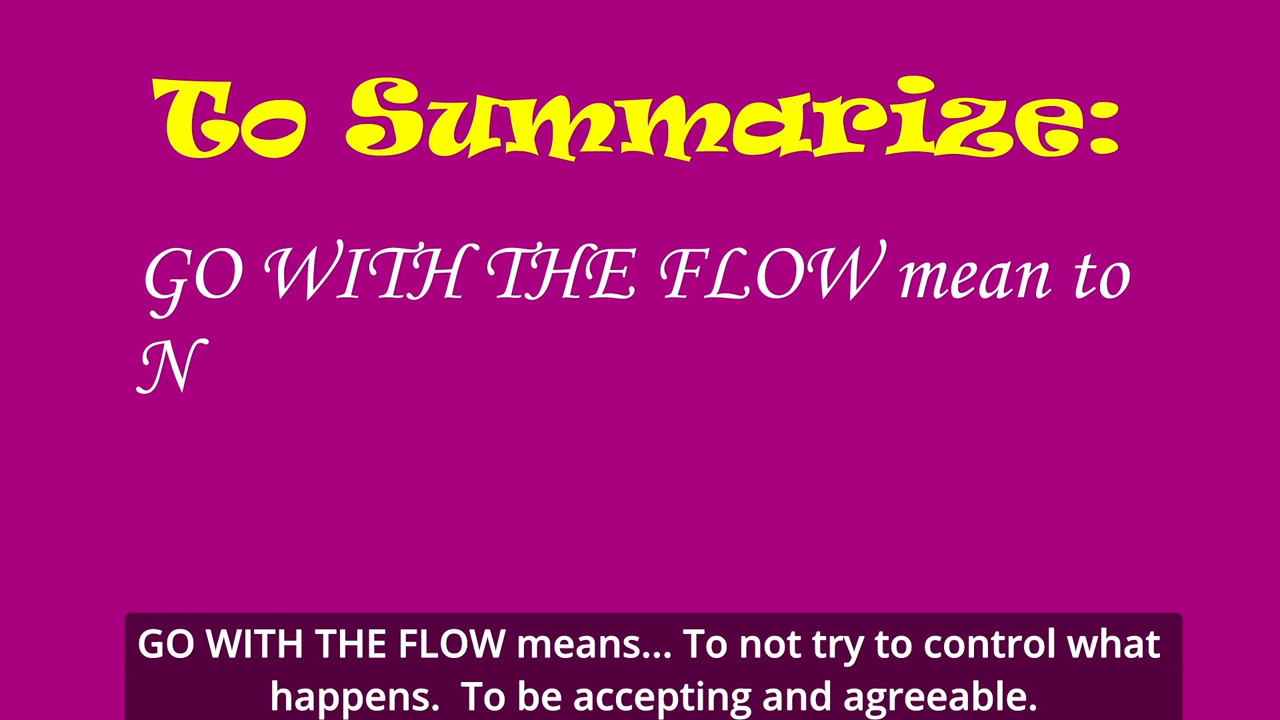 To Summarize:
GO WITH THE FLOW mean to
N
GO WITH THE FLOW means... To not try to control what
happens.  To be accepting and agreeable.